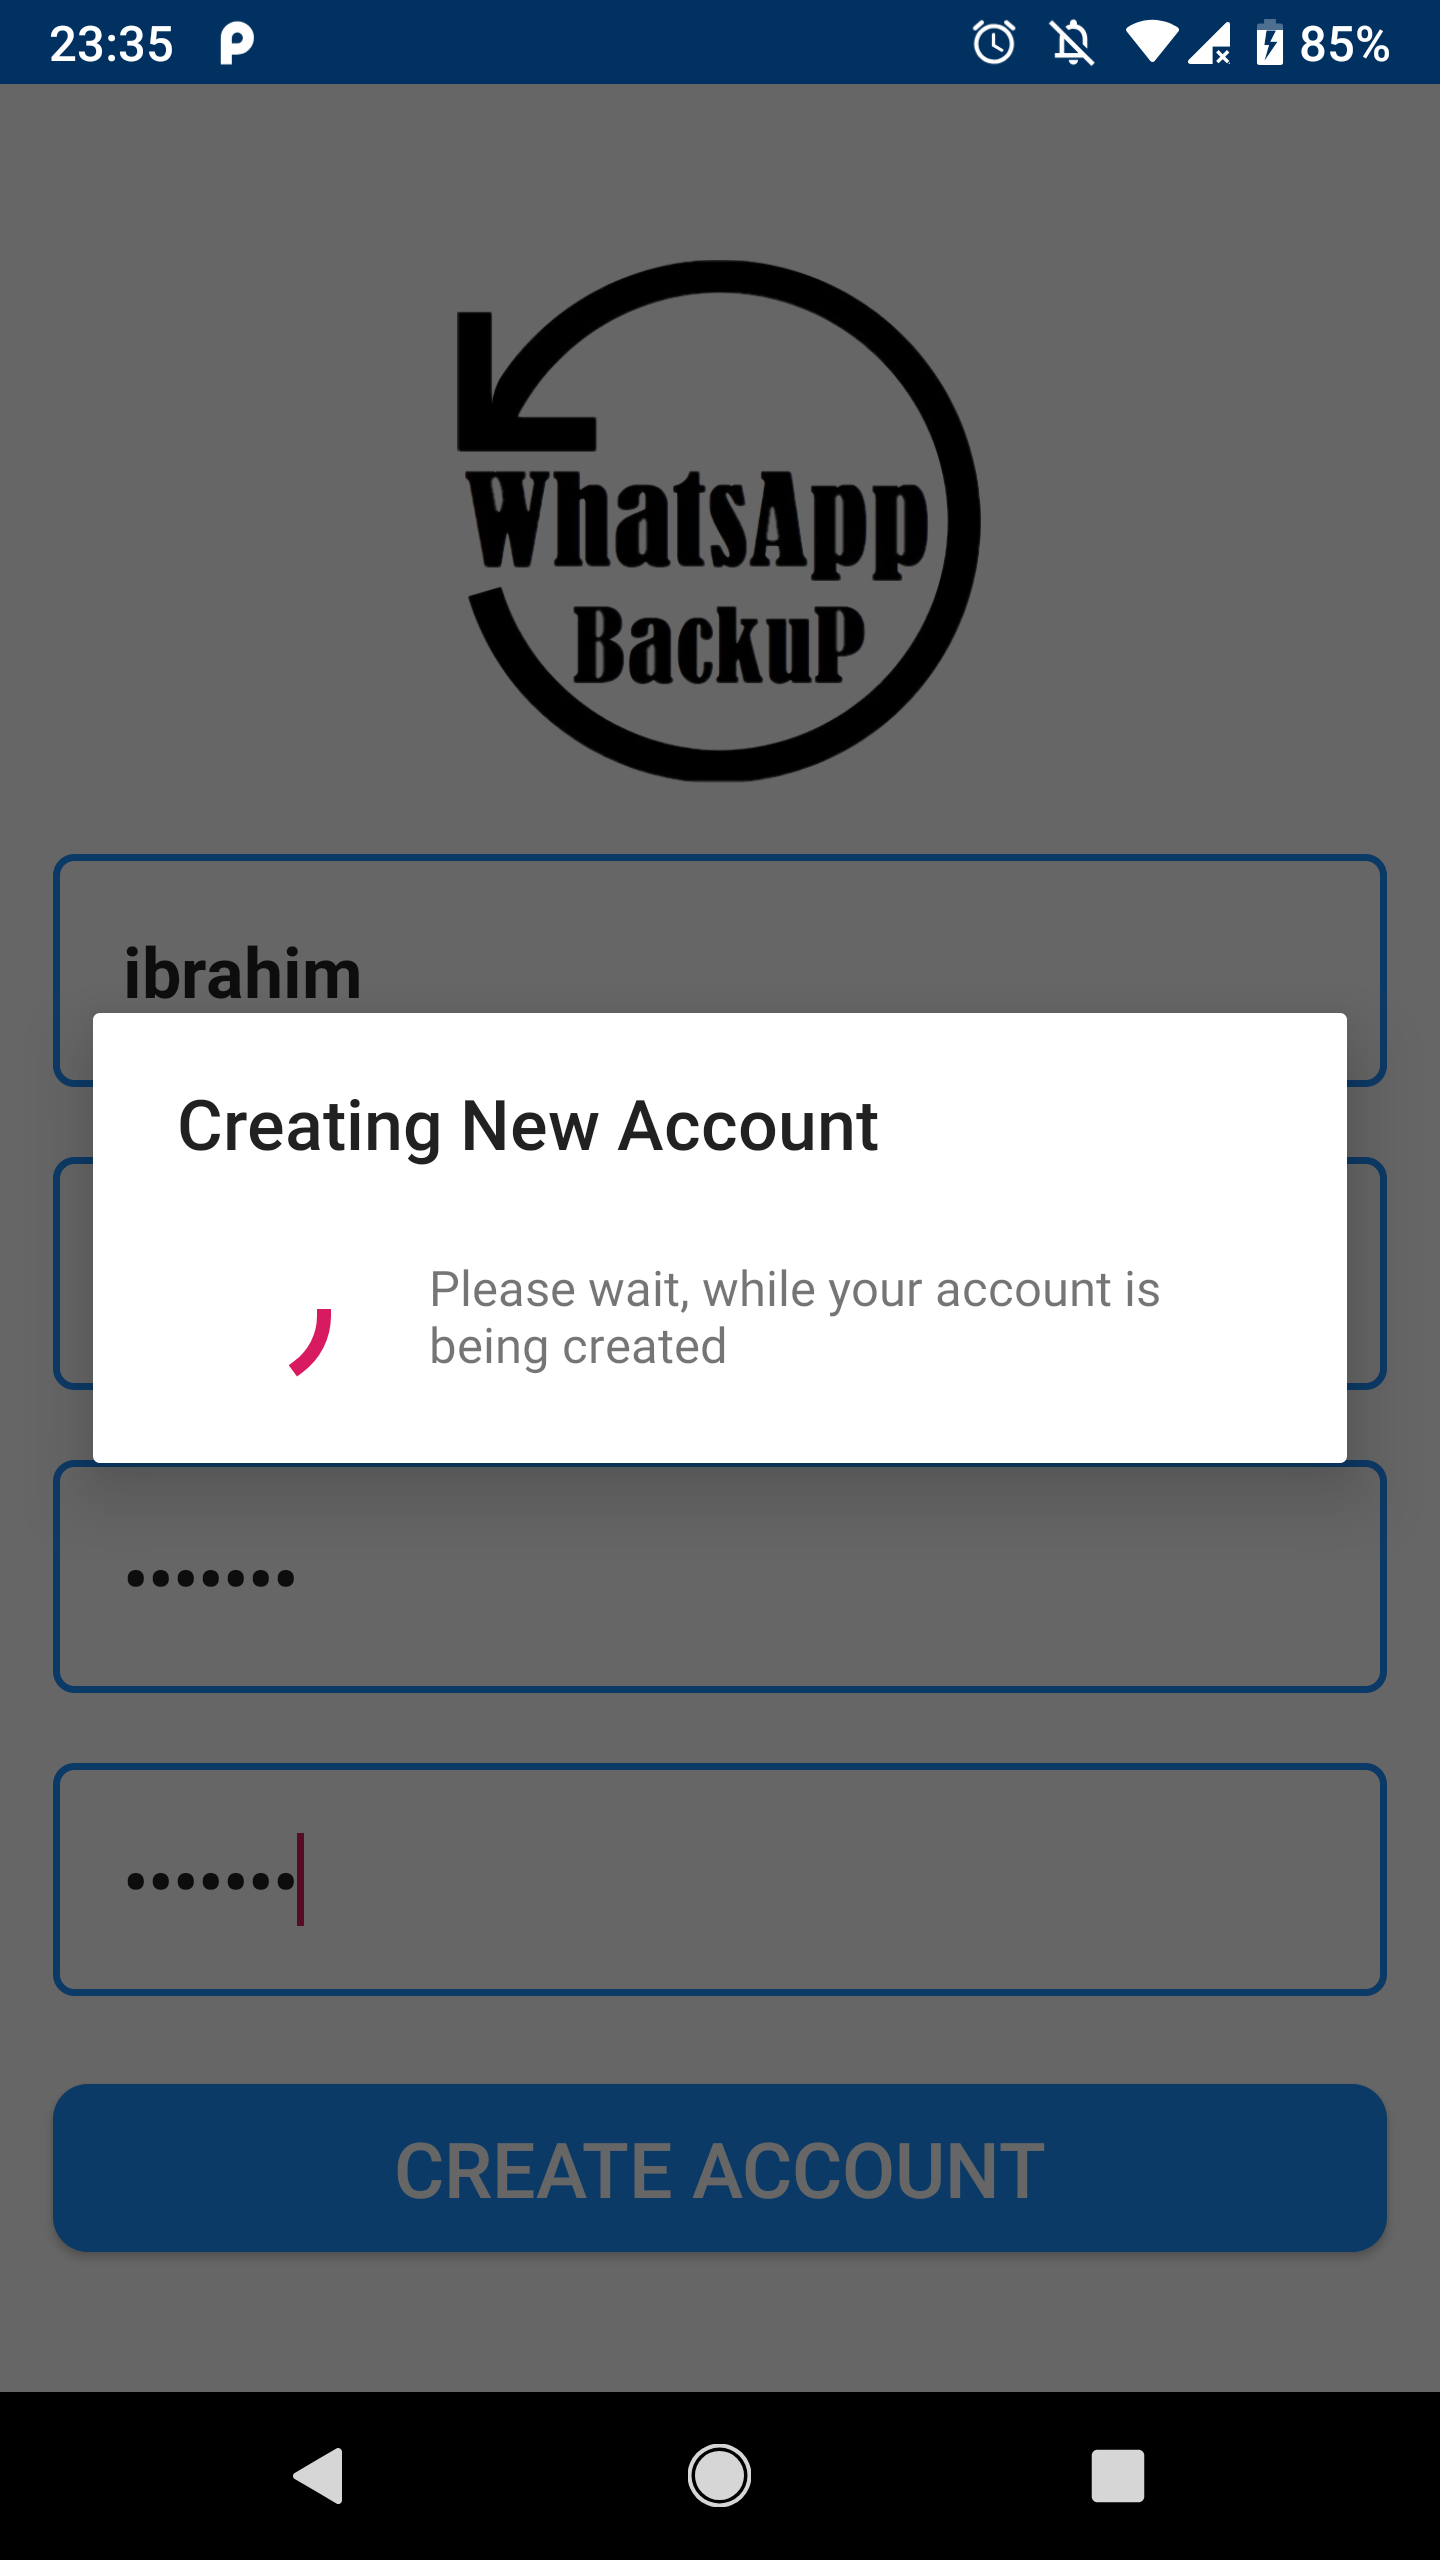 23:35
85%
WhatsApp
BackuP
ibrahim
Creating New Account
Please wait, while your account is
being created
•••••••
•••••••
CREATE ACCOUNT